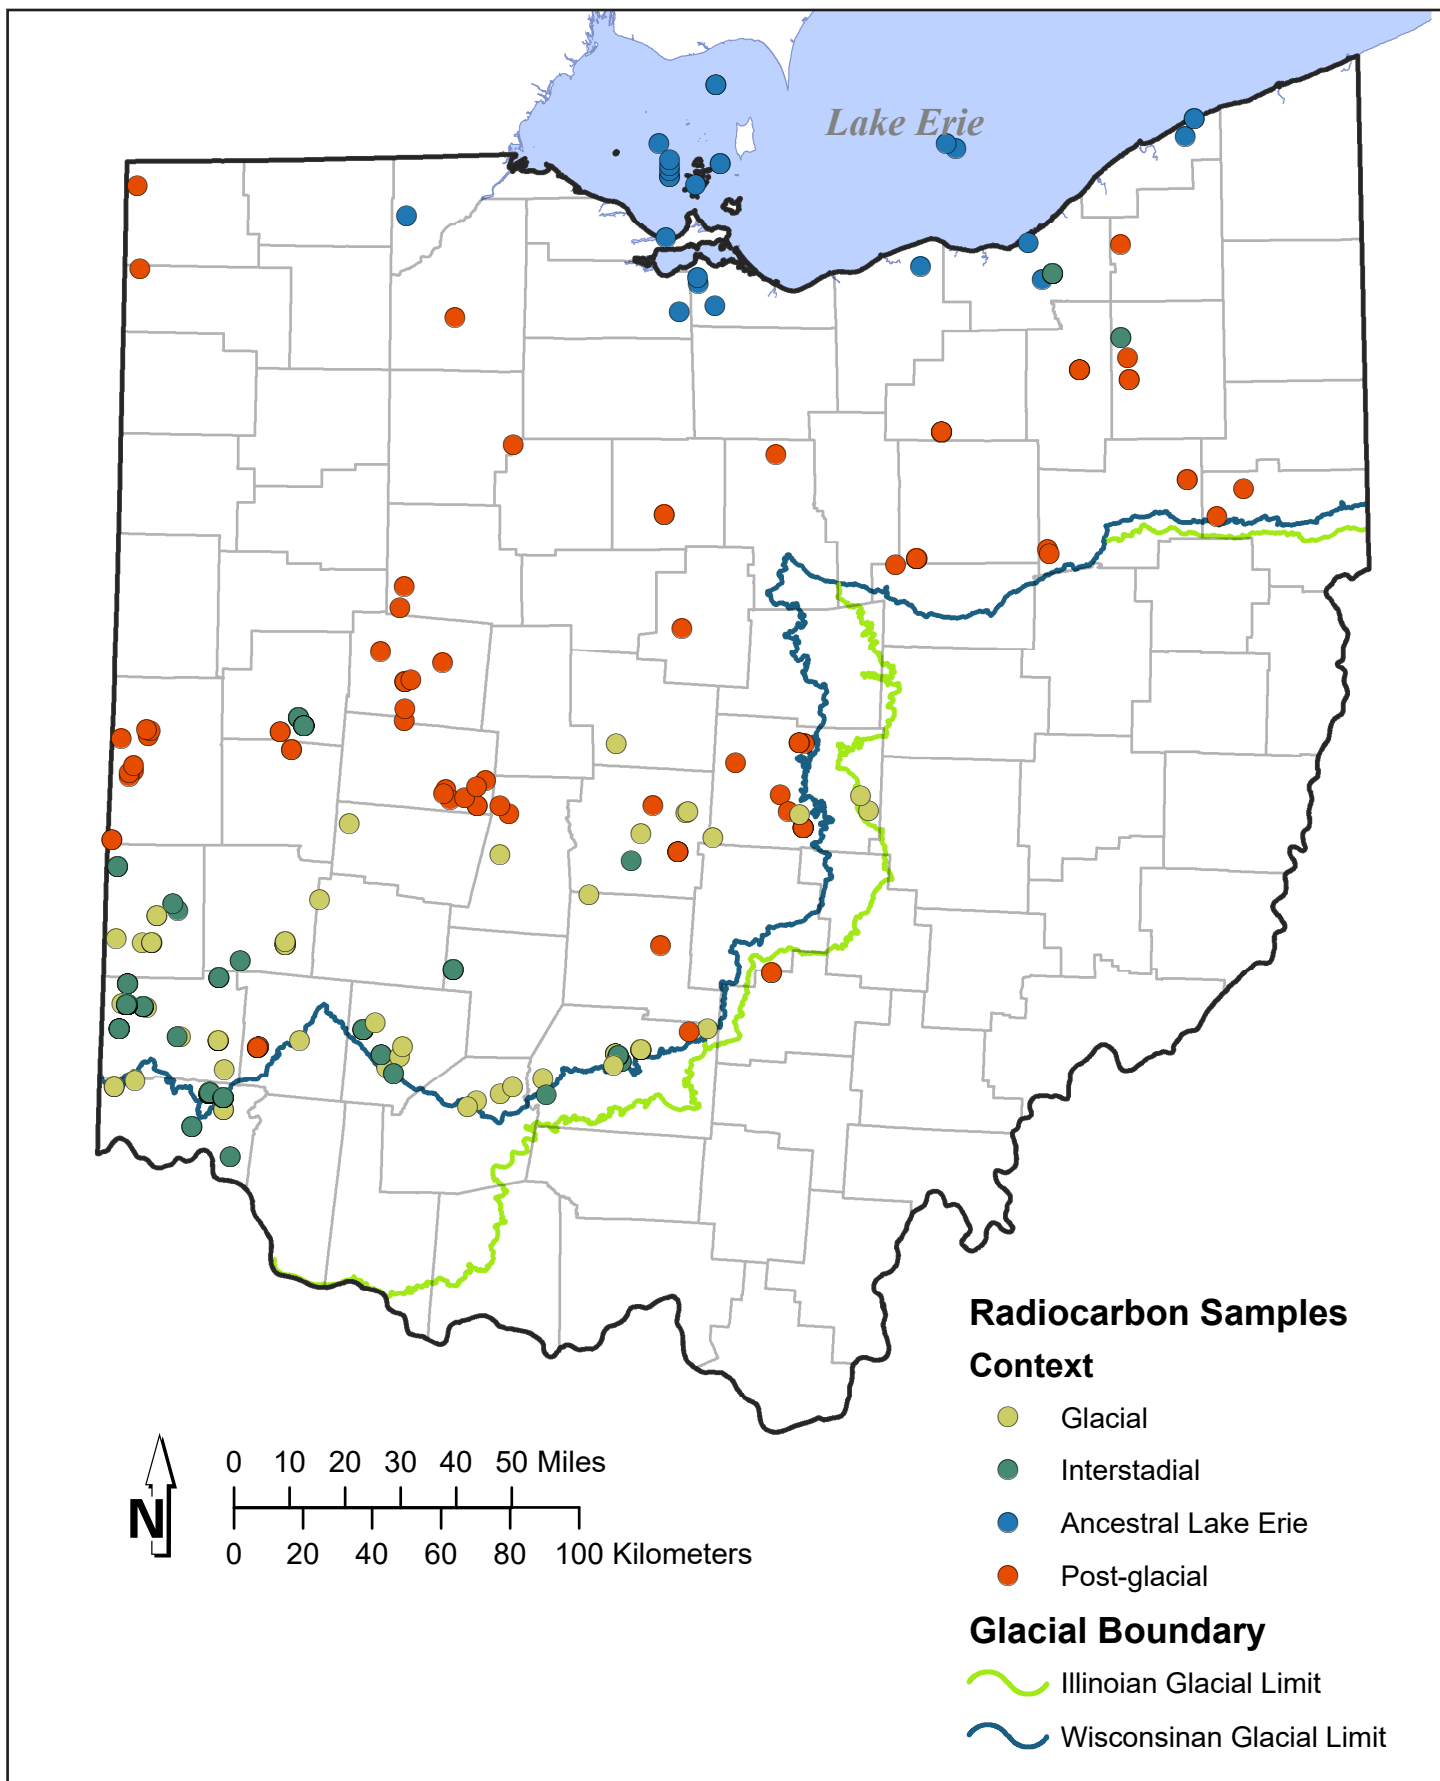 Lake Erie
Radiocarbon Samples
Context
Glacial
Interstadial
Ancestral Lake Erie
Post-glacial
Glacial Boundary
Illinoian Glacial Limit
Wisconsinan Glacial Limit
N
0 10 20 30 40 50 Miles
0 20 40 60 80 100 Kilometers